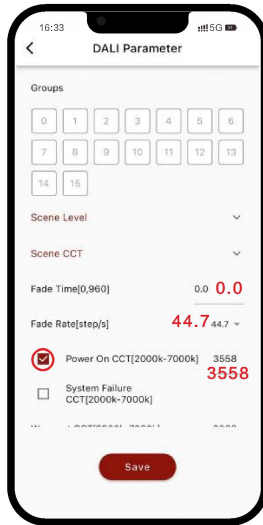 16:33 5G
DALI Parameter
Groups
0 1 2 3 4 5 6
7 8 9 10 11 12 13
14 15
Scene Level
Scene CCT
Fade Time[0,960] 0.0 0.0
Fade Rate[step/s] 44.7 44.7
Power On CCT[2000k-7000k] 3558
3558
System Failure
CCT[2000k-7000k]
Save